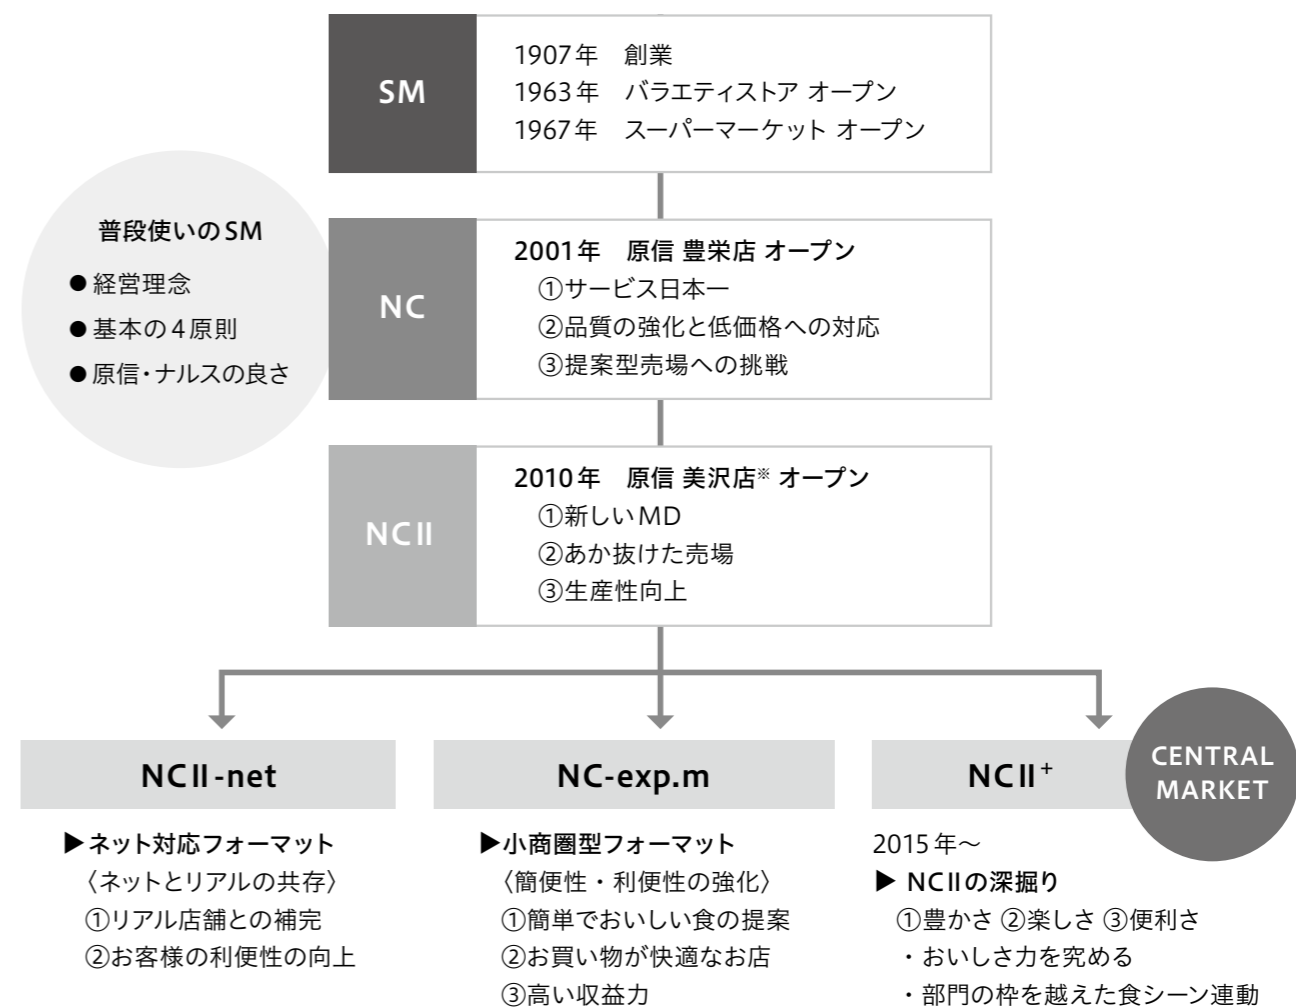 SM
1907年　創業
1963年　バラエティストア オープン
1967年　スーパーマーケット オープン
普段使いのSM
●経営理念
●基本の4原則
●原信・ナルスの良さ
NC
2001年　原信 豊栄店 オープン
①サービス日本一
②品質の強化と低価格への対応
③提案型売場への挑戦
NCⅡ
2010年　原信 美沢店※ オープン
①新しいMD
②あか抜けた売場
③生産性向上
NCⅡ-net
▶ネット対応フォーマット
〈ネットとリアルの共存〉
①リアル店舗との補完
②お客様の利便性の向上
NC-exp.m
▶小商圏型フォーマット
〈簡便性・利便性の強化〉
①簡単でおいしい食の提案
②お買い物が快適なお店
③高い収益力
NCⅡ+
CENTRAL
MARKET
2015年～
▶ NCⅡの深掘り
①豊かさ ②楽しさ ③便利さ
・おいしさ力を究める
・部門の枠を越えた食シーン連動